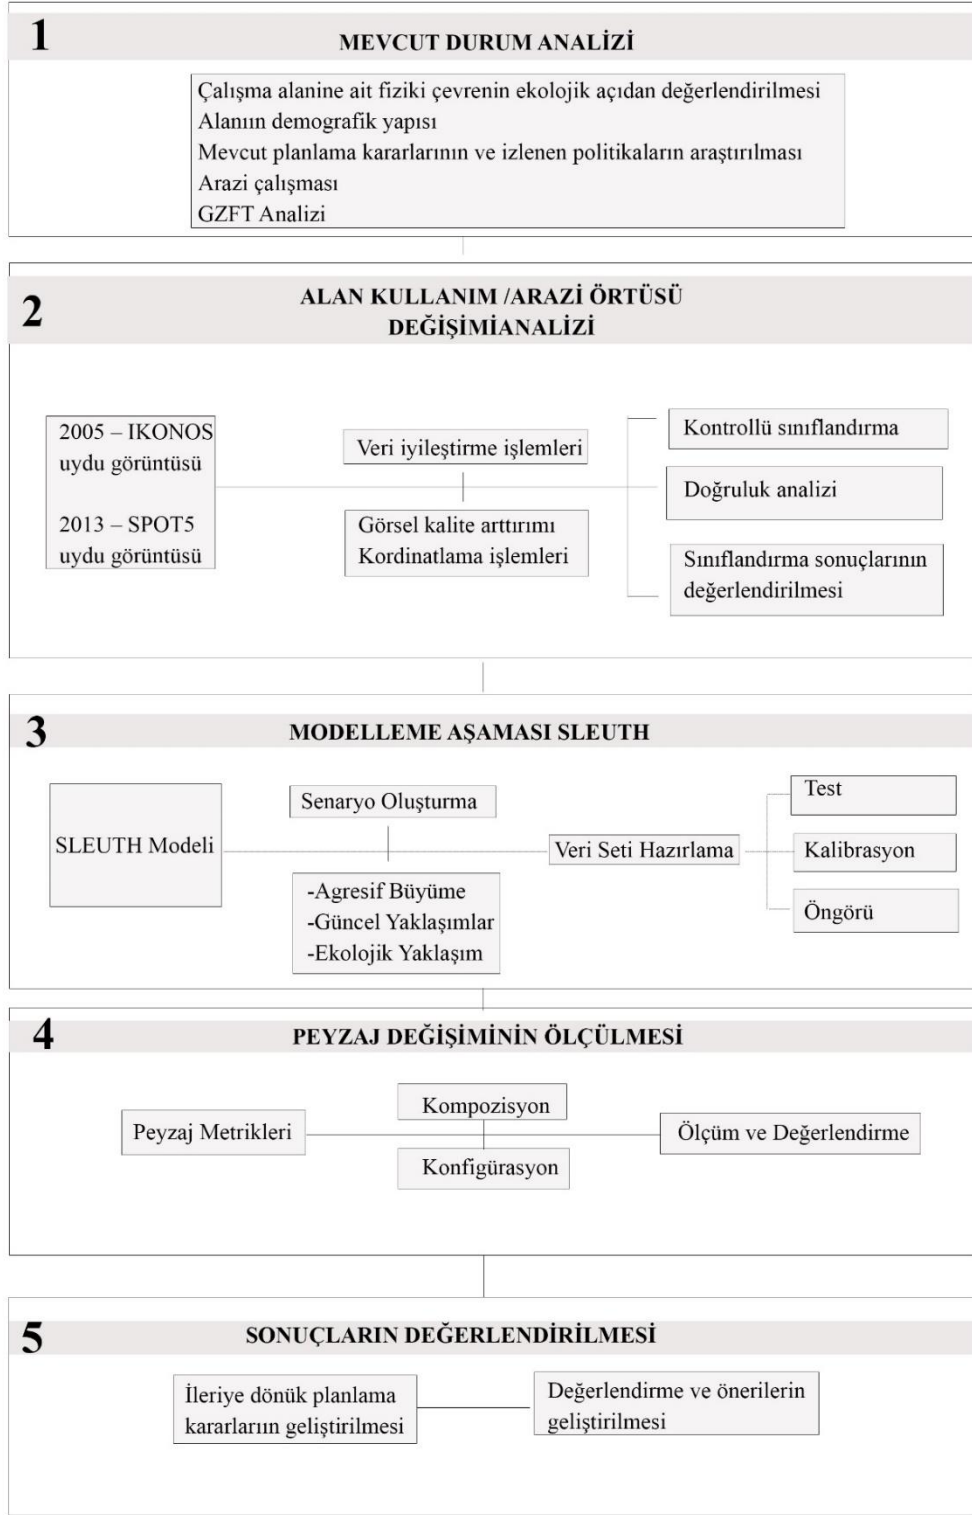 1
MEVCUT DURUM ANALİZİ
Çalışma alanine ait fiziki çevrenin ekolojik açıdan değerlendirilmesi
Alanıın demografik yapısı
Mevcut planlama kararlarının ve izlenen politikaların araştırılması
Arazi çalışması
GZFT Analizi
2
ALAN KULLANIM /ARAZİ ÖRTÜSÜ
DEĞİŞİMİANALİZİ
2005 – IKONOS
uydu görüntüsü
2013 – SPOT5
uydu görüntüsü
Veri iyileştirme işlemleri
Görsel kalite arttırımı
Kordinatlama işlemleri
Kontrollü sınıflandırma
Doğruluk analizi
Sınıflandırma sonuçlarının
değerlendirilmesi
3
MODELLEME AŞAMASI SLEUTH
SLEUTH Modeli
Senaryo Oluşturma
-Agresif Büyüme
-Güncel Yaklaşımlar
-Ekolojik Yaklaşım
Veri Seti Hazırlama
Test
Kalibrasyon
Öngörü
4
PEYZAJ DEĞİŞİMİNİN ÖLÇÜLMESİ
Peyzaj Metrikleri
Kompozisyon
Konfigürasyon
Ölçüm ve Değerlendirme
5
SONUÇLARIN DEĞERLENDİRİLMESİ
İleriye dönük planlama
kararlarıın geliştirilmesi
Değerlendirme ve önerilerin
geliştirilmesi